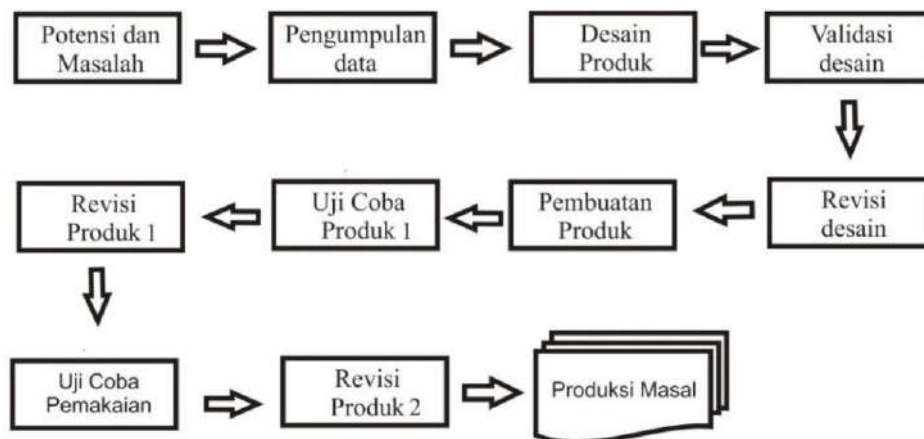 Potensi dan
Masalah
Pengumpulan
data
Desain
Produk
Validasi
desain
Revisi
desain
Pembuatan
Produk
Uji Coba
Produk 1
Revisi
Produk 1
Uji Coba
Pemakaian
Revisi
Produk 2
Produksi Masal